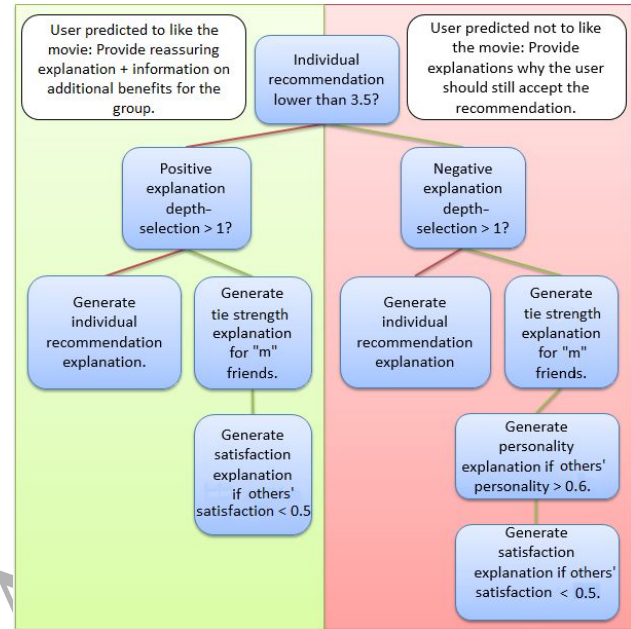 User predicted to like the
movie: Provide reassuring
explanation + information on
additional benefits for the
group.
Individual
recommendation
lower than 3.5?
User predicted not to like
the movie: Provide
explanations why the user
should still accept the
recommendation.
Positive
explanation
depth-
selection > 1?
Negative
explanation
depth-
selection > 1?
Generate
individual
recommendation
explanation.
Generate
tie strength
explanation
for "m"
friends.
Generate
individual
recommendation
explanation
Generate
tie strength
explanation
for "m"
friends.
Generate
satisfaction
explanation
if others'
satisfaction < 0.5
Generate
personality
explanation if others'
personality > 0.6.
Generate
satisfaction
explanation if others'
satisfaction < 0.5.